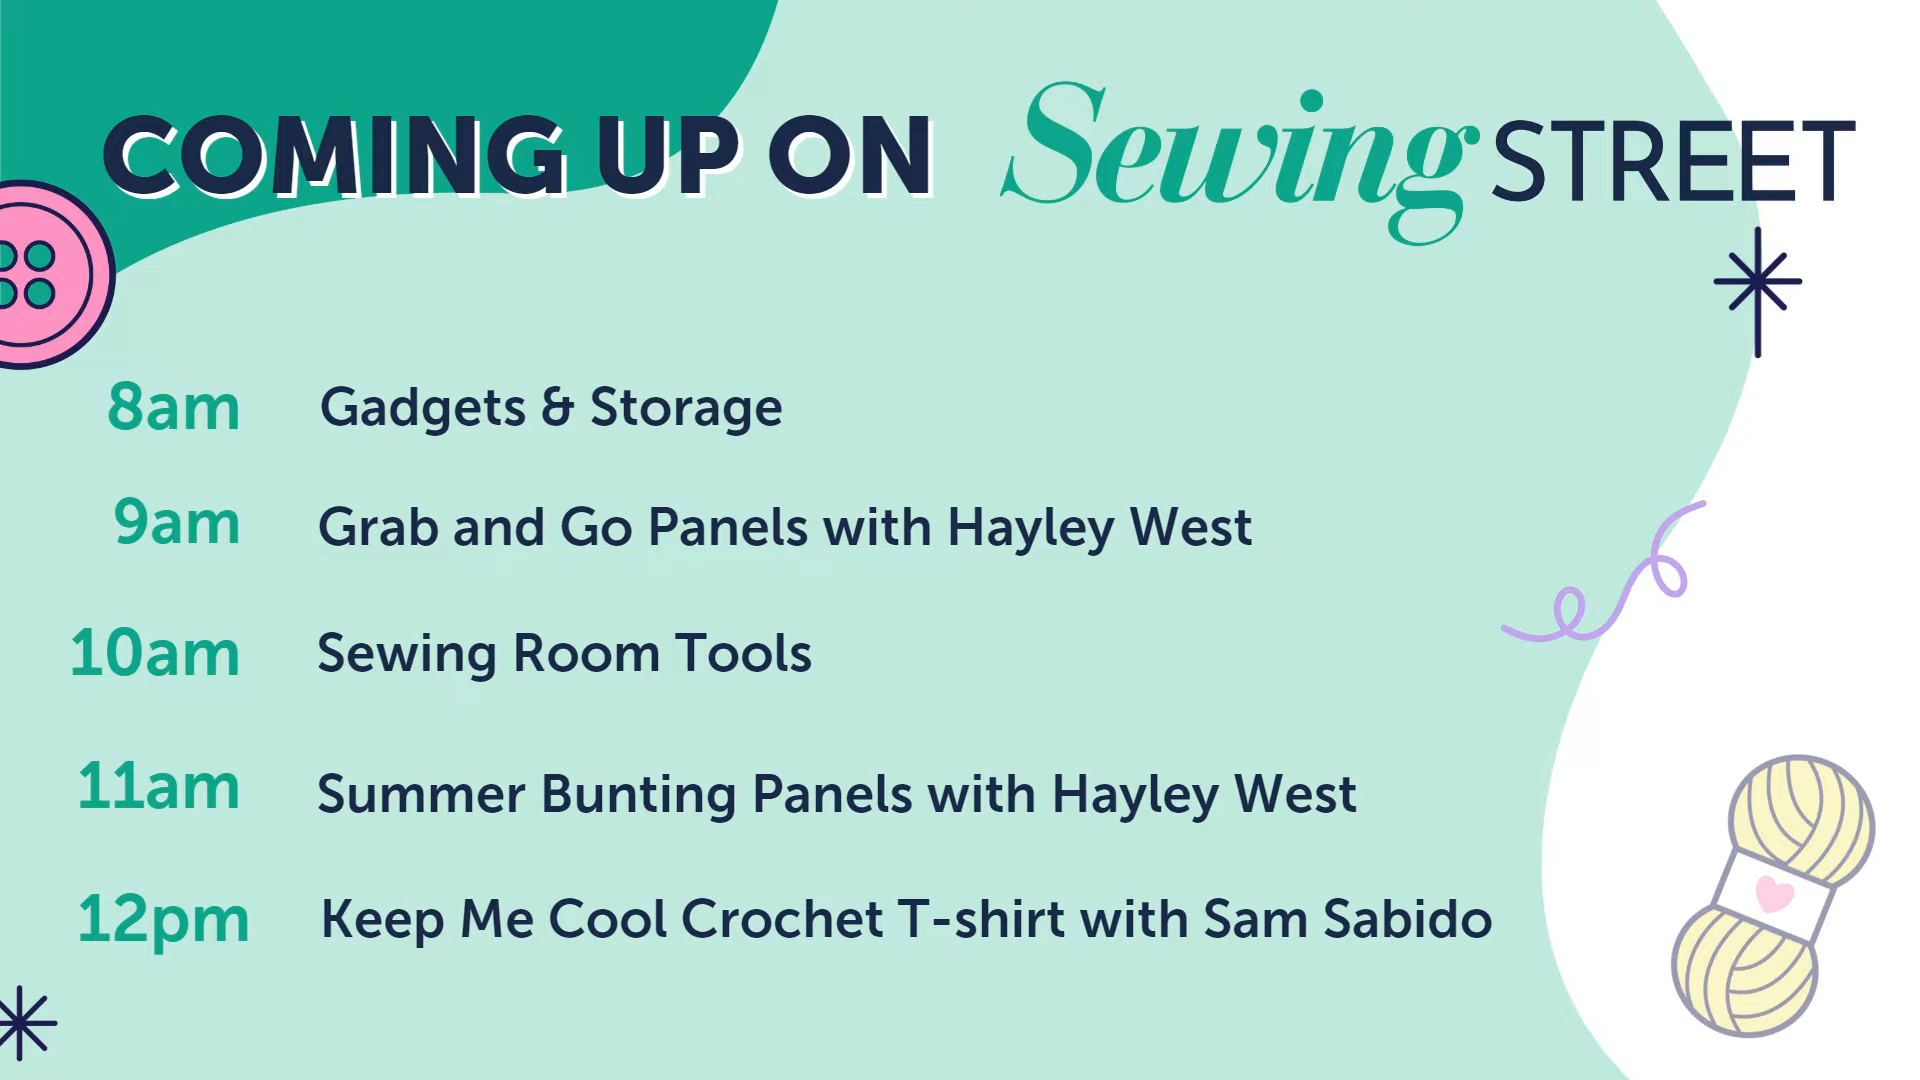 COMING UP ON Sewing STREET
8am Gadgets & Storage
9am Grab and Go Panels with Hayley West
10am Sewing Room Tools
11am Summer Bunting Panels with Hayley West
12pm Keep Me Cool Crochet T-shirt with Sam Sabido